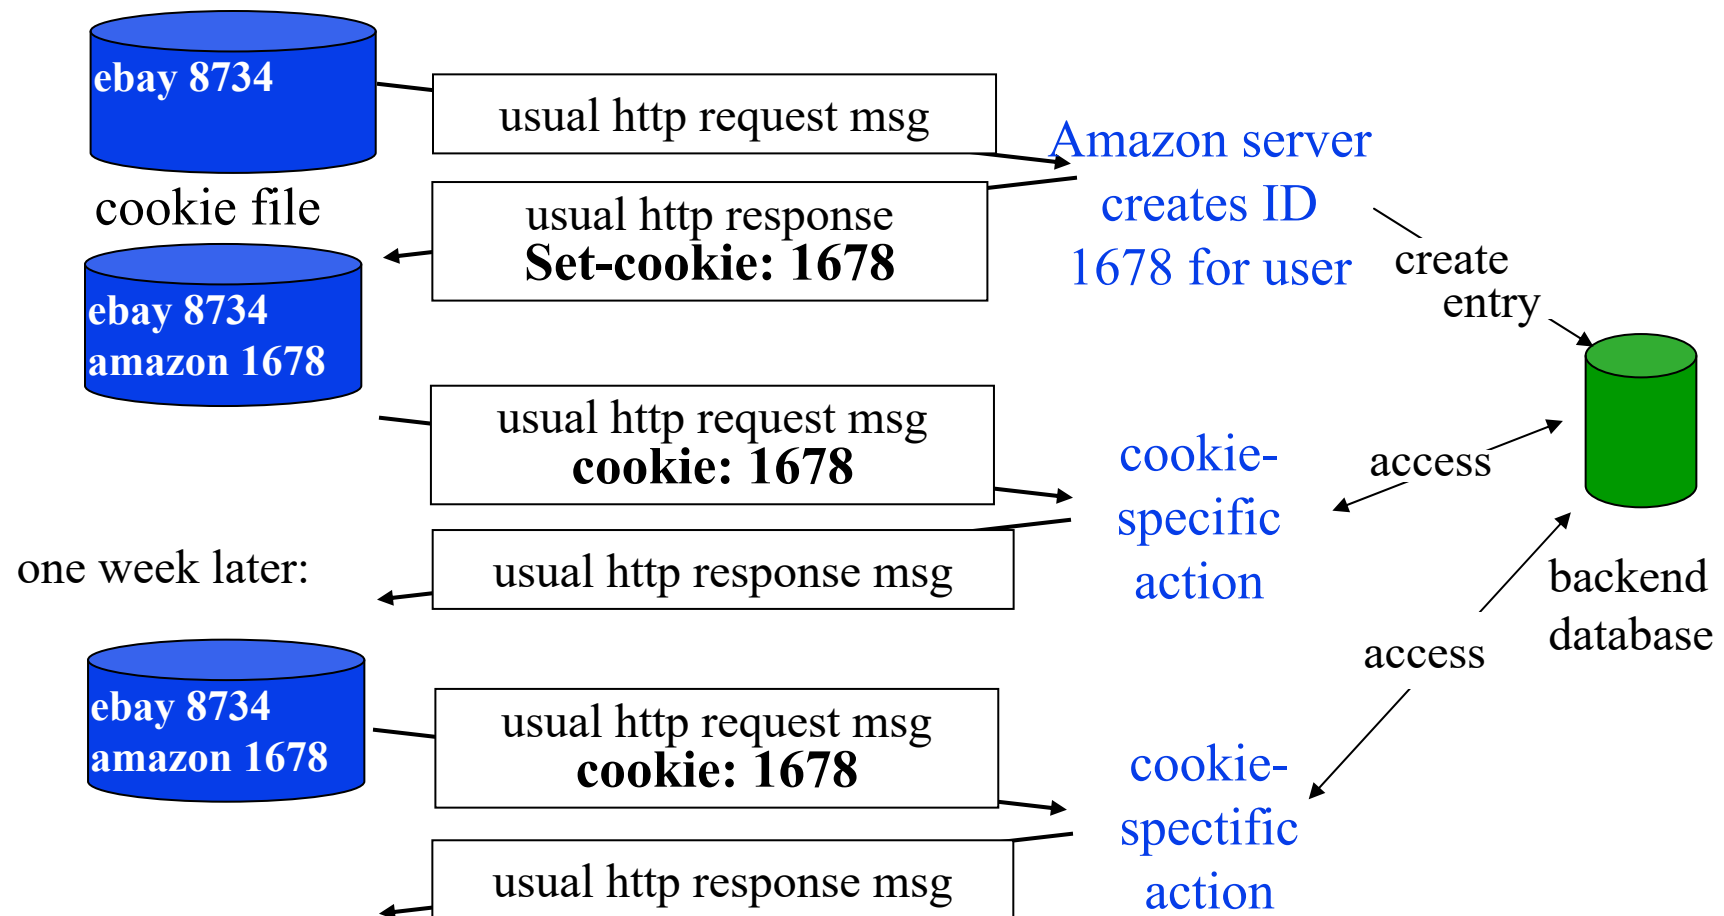 ebay 8734
usual http request msg
Amazon server
creates ID
1678 for user
cookie file
usual http response
Set-cookie: 1678
create
entry
ebay 8734
amazon 1678
usual http request msg
cookie: 1678
cookie-
specific
action
access
one week later:
usual http response msg
backend
database
access
ebay 8734
amazon 1678
usual http request msg
cookie: 1678
cookie-
spectific
action
usual http response msg